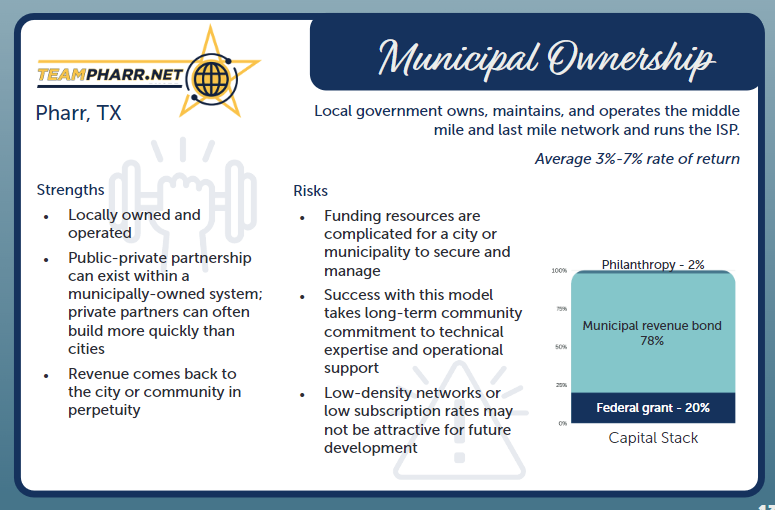 TEAMPHARR.NET
Municipal Ownership
Pharr, TX
Local government owns, maintains, and operates the middle
mile and last mile network and runs the ISP.
Average 3%-7% rate of return
Strengths
• Locally owned and
operated
• Public-private partnership
can exist within a
municipally-owned system;
private partners can often
build more quickly than
cities
• Revenue comes back to
the city or community in
perpetuity
Risks
• Funding resources are
complicated for a city or
municipality to secure and
manage
• Success with this model
takes long-term community
commitment to technical
expertise and operational
support
• Low-density networks or
low subscription rates may
not be attractive for future
development
Philanthropy - 2%
100%
75%
Municipal revenue bond
78%
50%
25%
Federal grant - 20%
0%
Capital Stack